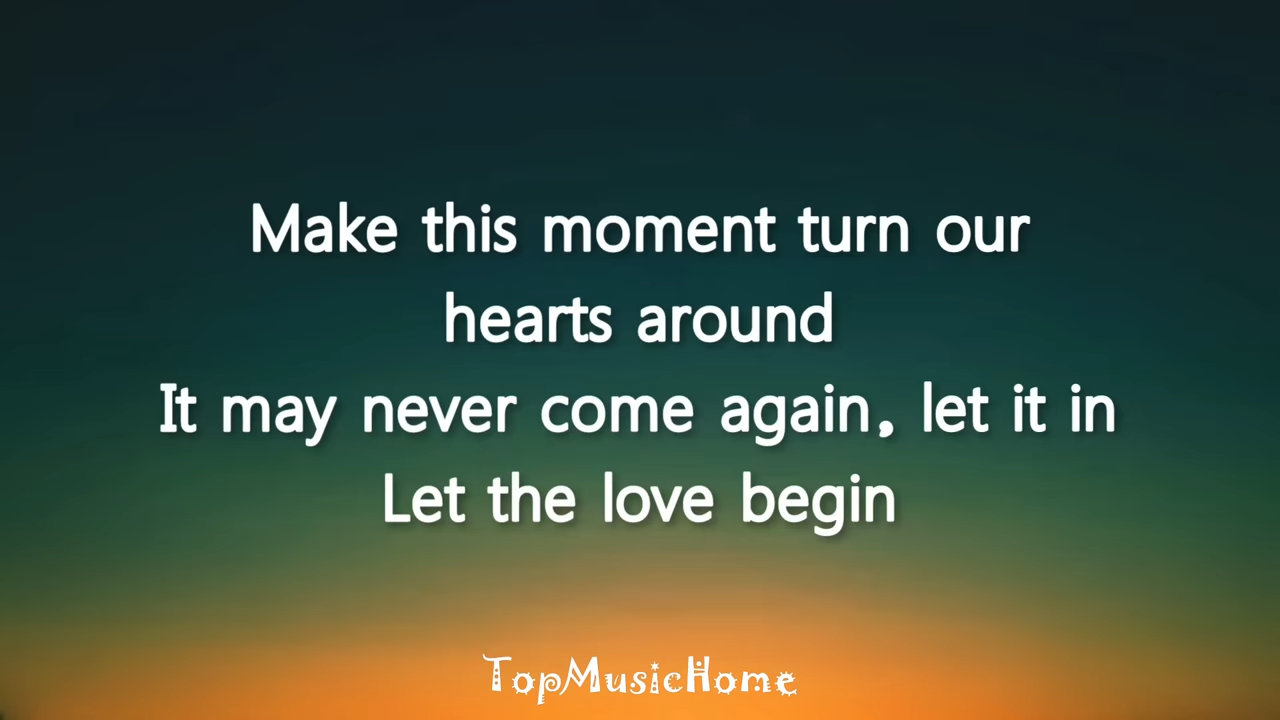 Make this moment turn our
hearts around
It may never come again, let it in
Let the love begin
TopMusicHome